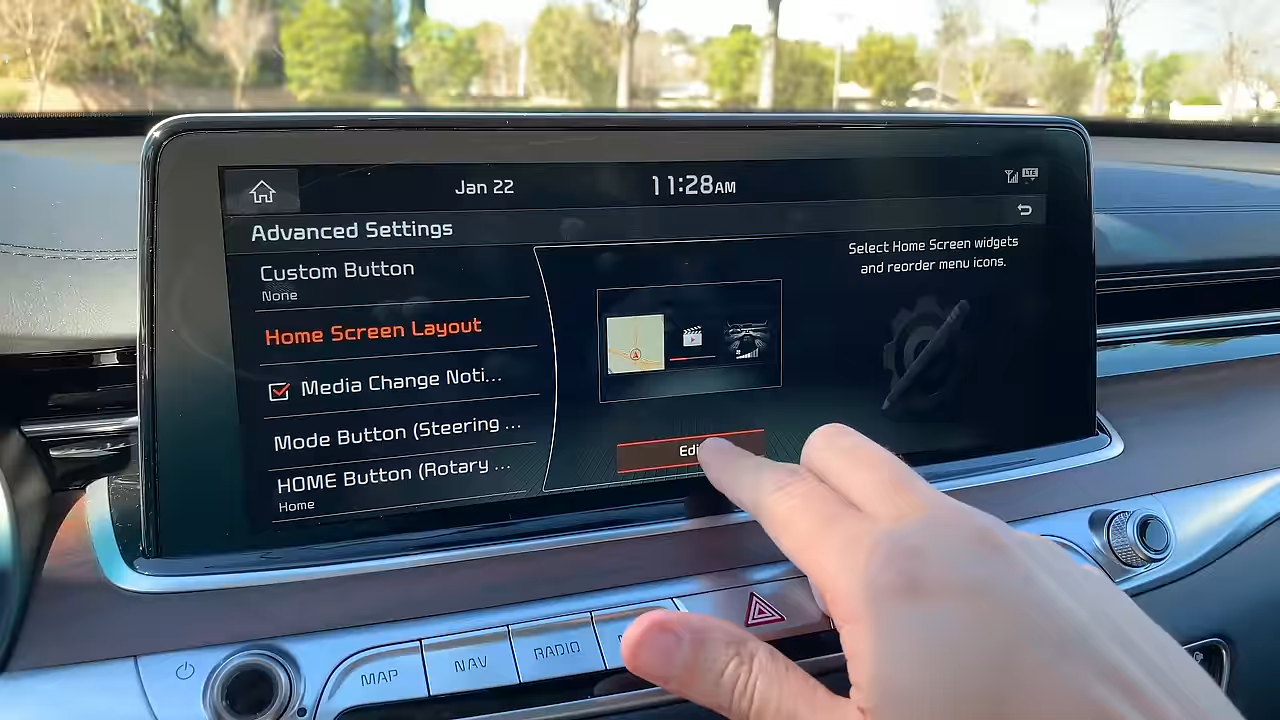 Jan 22
11:28AM
LTE
Advanced Settings
Select Home Screen widgets
and reorder menu icons.
Custom Button
None
Home Screen Layout
Media Change Noti...
Mode Button (Steering ...
HOME Button (Rotary ...
Home
MAP
NAV
RADIO